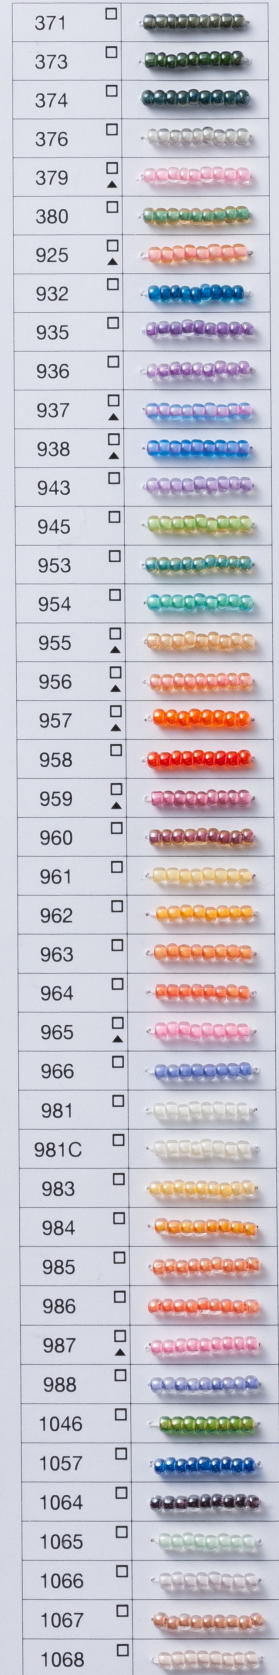 371 □
373 □
374 □
376 □
379 □ ▲
380 □
925 □ ▲
932 □
935 □
936 □
937 □ ▲
938 □ ▲
943 □
945 □
953 □
954 □
955 □ ▲
956 □ ▲
957 □ ▲
958 □
959 □ ▲
960 □
961 □
962 □
963 □
964 □
965 □ ▲
966 □
981 □
981C □
983 □
984 □
985 □
986 □
987 □ ▲
988 □
1046 □
1057 □
1064 □
1065 □
1066 □
1067 □
1068 □